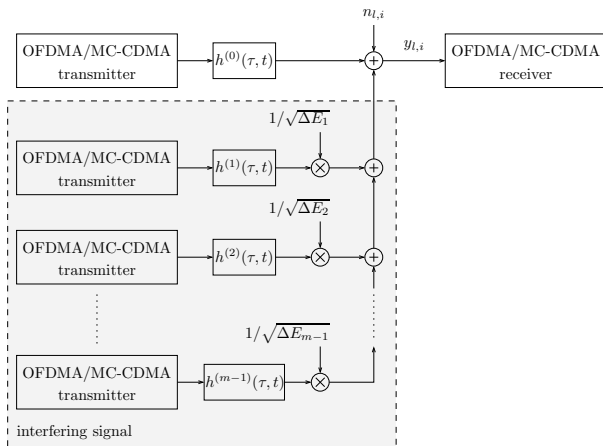 n_{l,i}
OFDMA/MC-CDMA
transmitter
h^{(0)}(τ, t)
+
y_{l,i}
OFDMA/MC-CDMA
receiver
1/√ΔE_1
OFDMA/MC-CDMA
transmitter
h^{(1)}(τ, t)
×
+
1/√ΔE_2
OFDMA/MC-CDMA
transmitter
h^{(2)}(τ, t)
×
+
1/√ΔE_{m−1}
OFDMA/MC-CDMA
transmitter
h^{(m−1)}(τ, t)
×
interfering signal